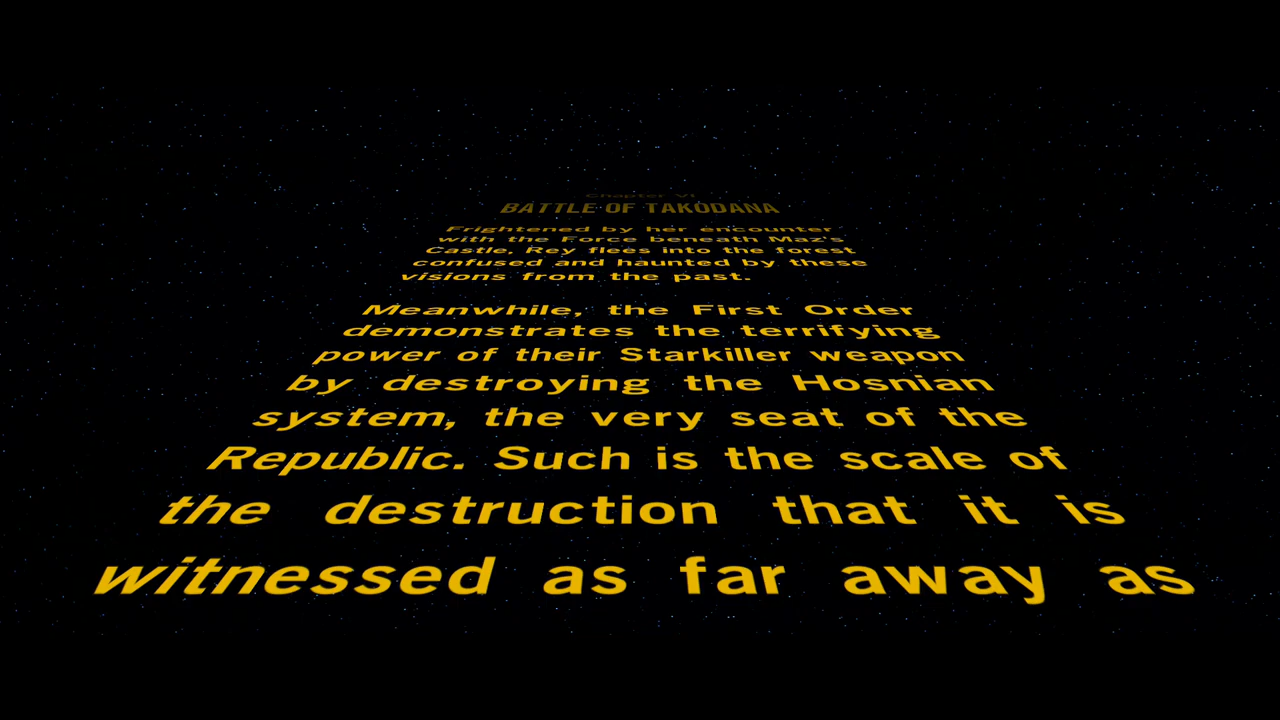 Chapter VI
BATTLE OF TAKODANA
Frightened by her encounter
with the Force beneath Maz's
Castle, Rey flees into the forest
confused and haunted by these
visions from the past.
Meanwhile, the First Order
demonstrates the terrifying
power of their Starkiller weapon
by destroying the Hosnian
system, the very seat of the
Republic. Such is the scale of
the destruction that it is
witnessed as far away as